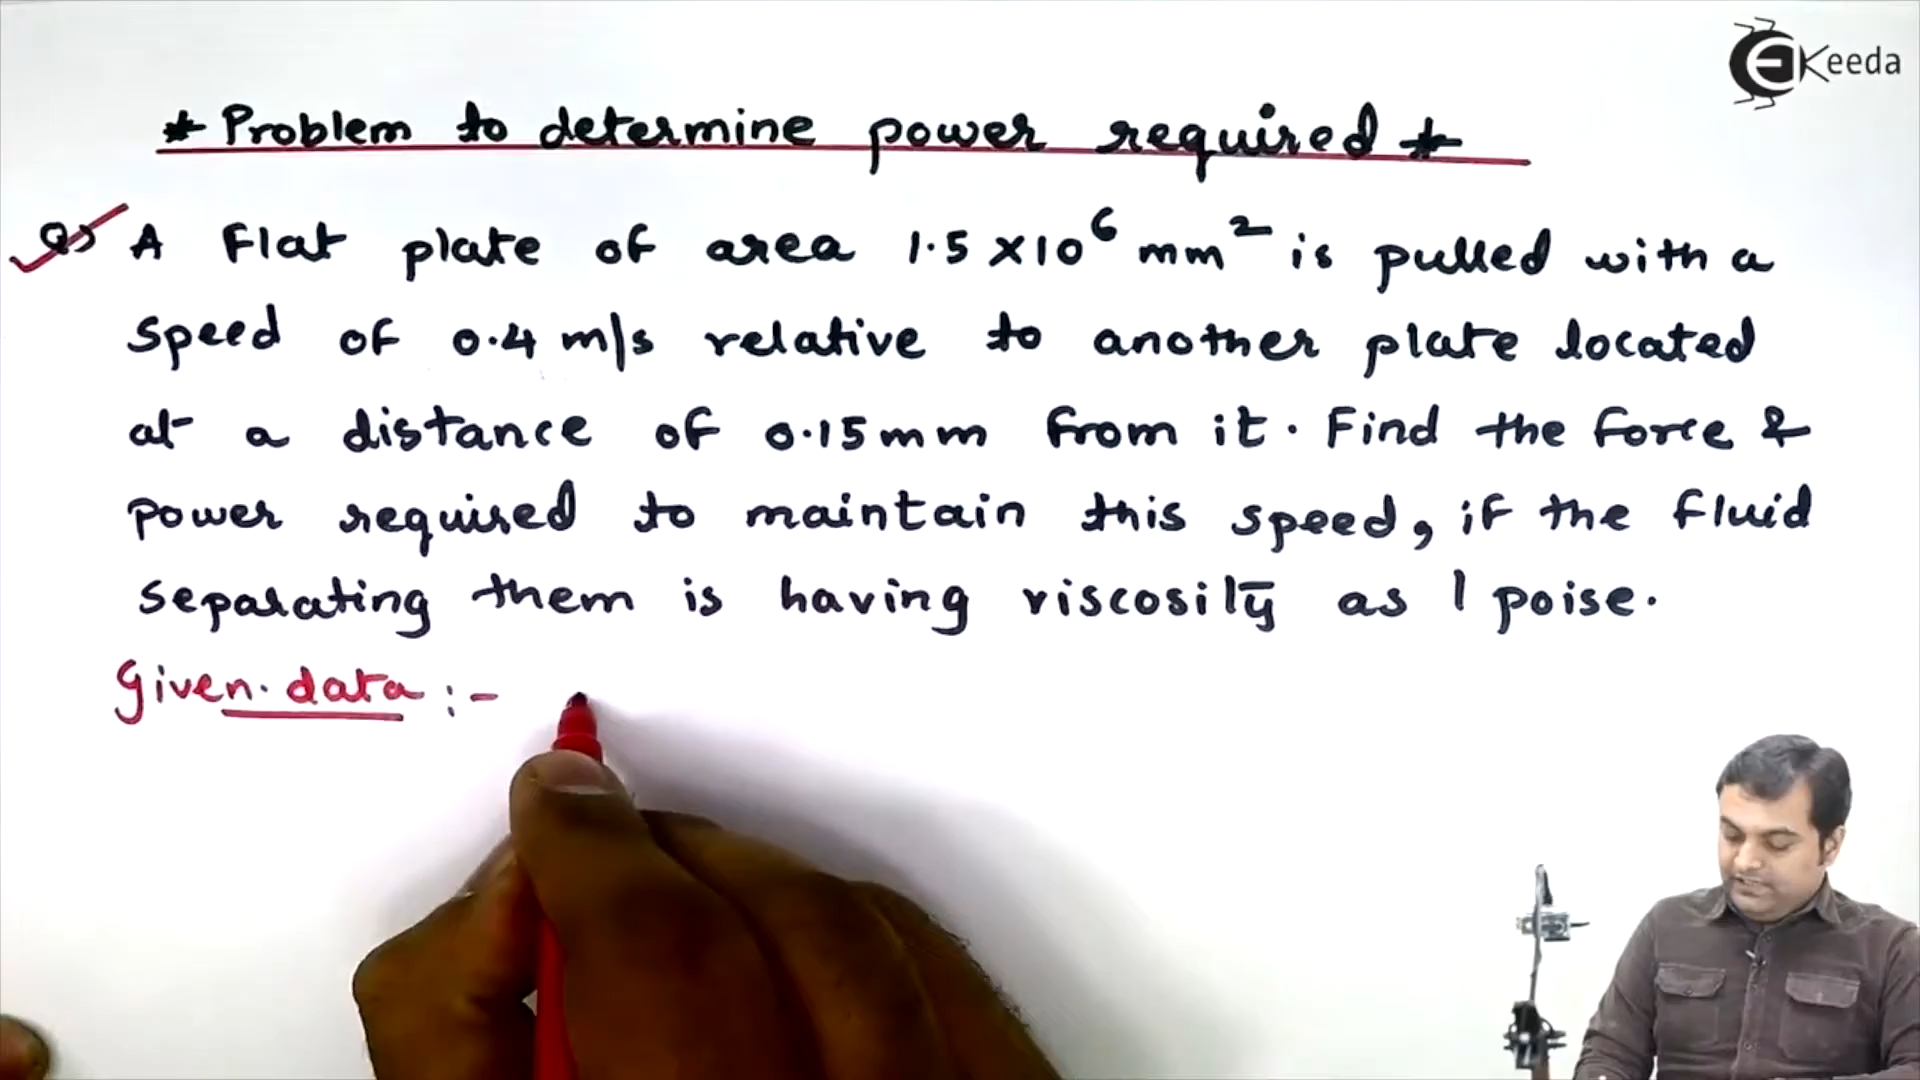 EKeeda
* Problem to determine power required *
Q) A Flat plate of area 1.5 × 10⁶ mm² is pulled with a
speed of 0.4 m/s relative to another plate located
at a distance of 0.15 mm from it. Find the force &
power required to maintain this speed, if the fluid
separating them is having viscosity as 1 poise.
Given data :-